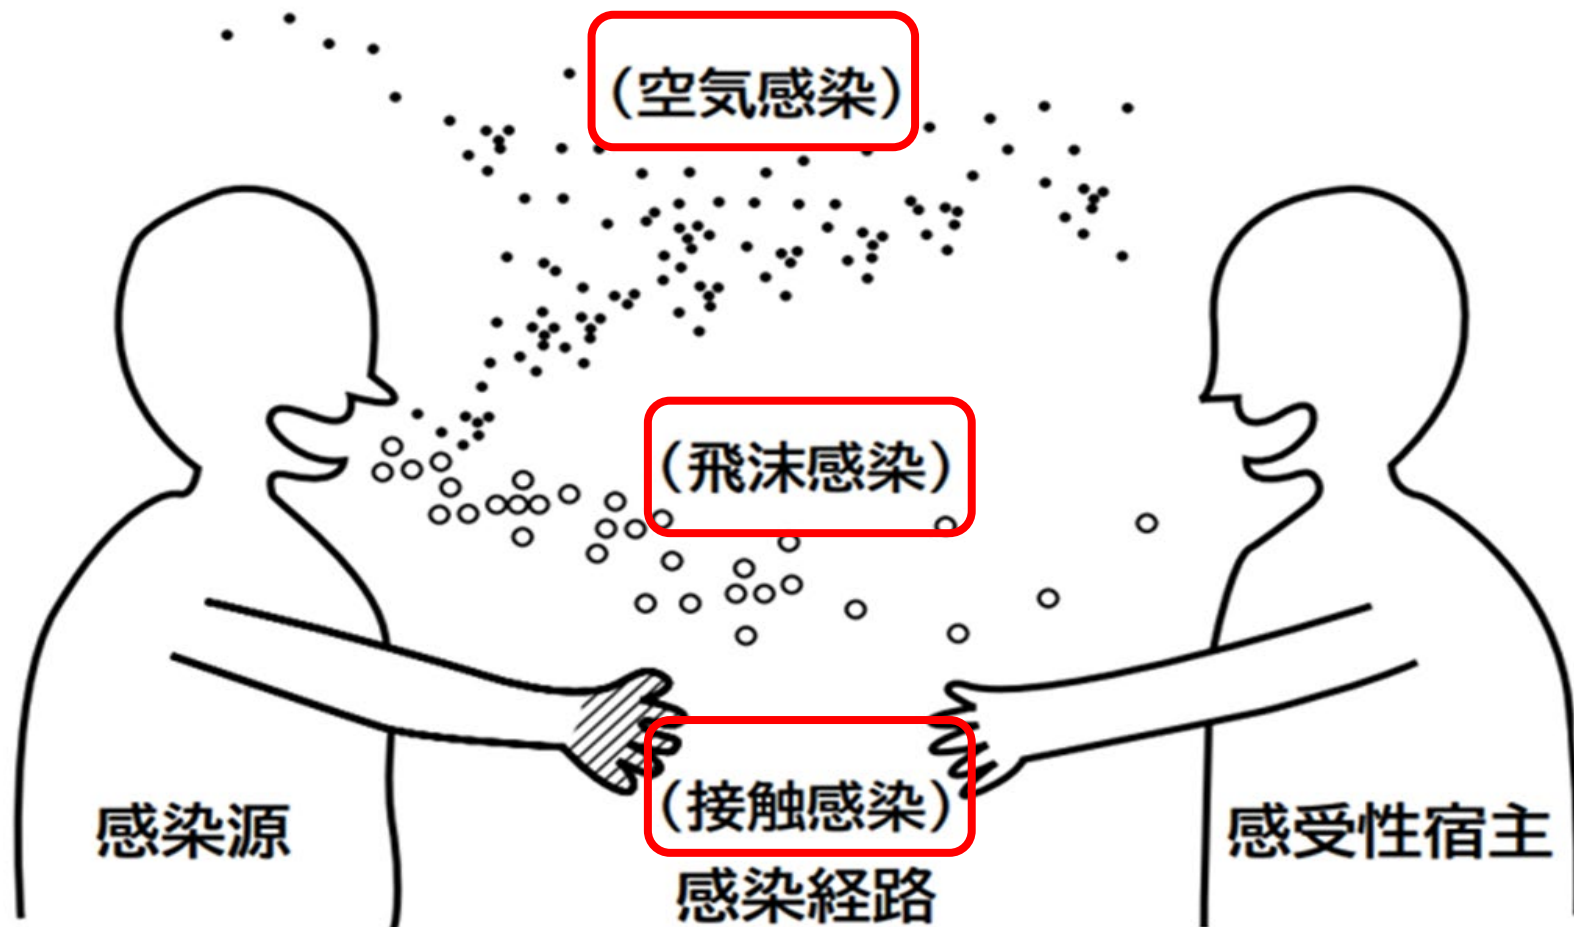 （空気感染）
（飛沫感染）
（接触感染）
感染源
感染経路
感受性宿主